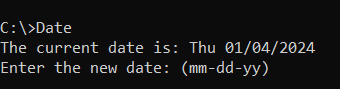 C:\>Date
The current date is: Thu 01/04/2024
Enter the new date: (mm-dd-yy)